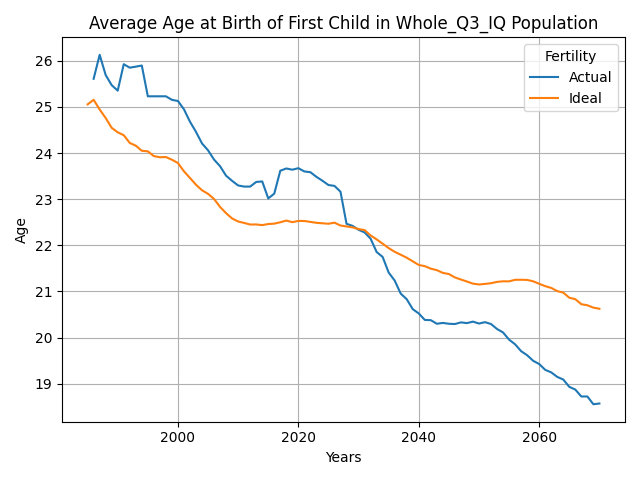 Average Age at Birth of First Child in Whole_Q3_IQ Population
Fertility
Actual
Ideal
Age
26
25
24
23
22
21
20
19
2000 2020 2040 2060
Years